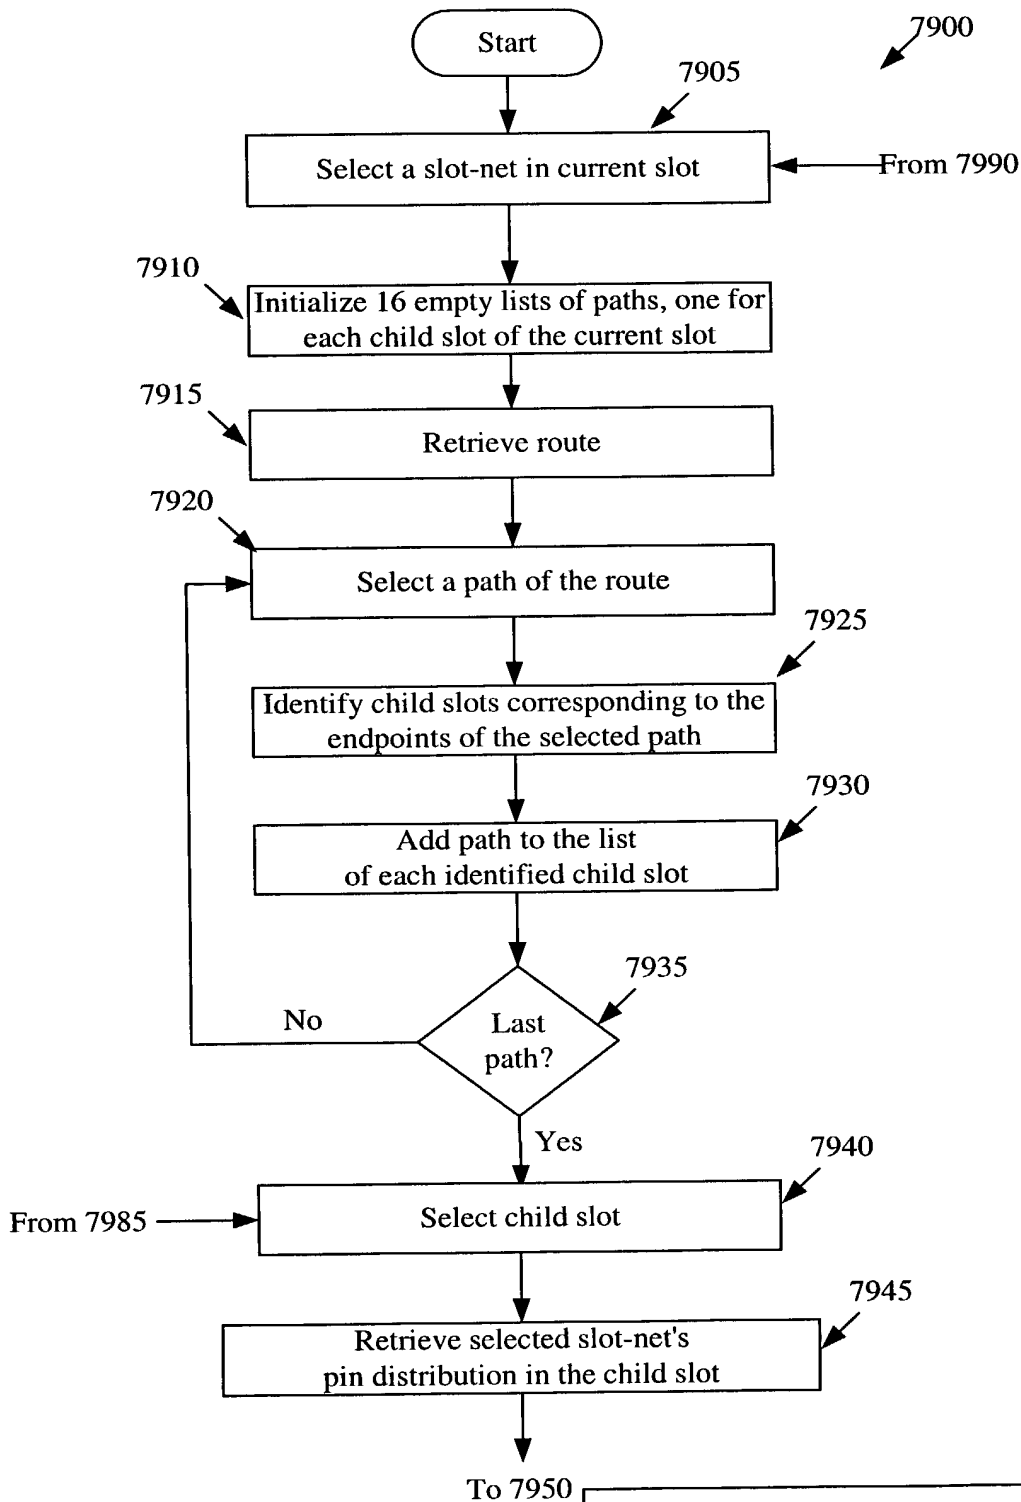 Start
7900
7905
Select a slot-net in current slot
From 7990
7910
Initialize 16 empty lists of paths, one for
each child slot of the current slot
7915
Retrieve route
7920
Select a path of the route
7925
Identify child slots corresponding to the
endpoints of the selected path
7930
Add path to the list
of each identified child slot
7935
No
Last
path?
Yes
7940
From 7985
Select child slot
7945
Retrieve selected slot-net's
pin distribution in the child slot
To 7950